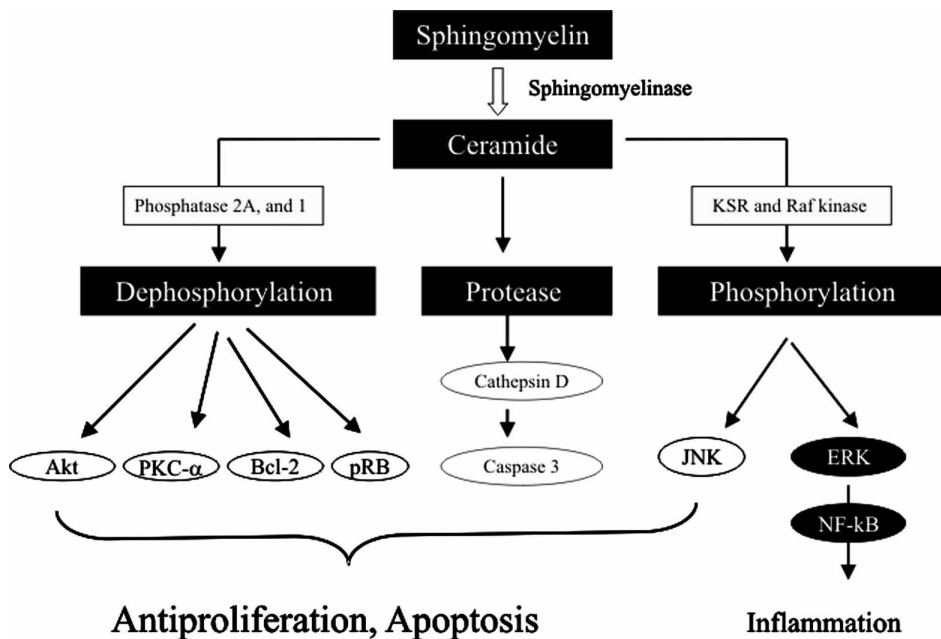 Sphingomyelin
Sphingomyelinase
Ceramide
Phosphatase 2A, and 1
KSR and Raf kinase
Dephosphorylation
Protease
Phosphorylation
Cathepsin D
Akt
PKC-α
Bcl-2
pRB
Caspase 3
JNK
ERK
NF-kB
Antiproliferation, Apoptosis
Inflammation